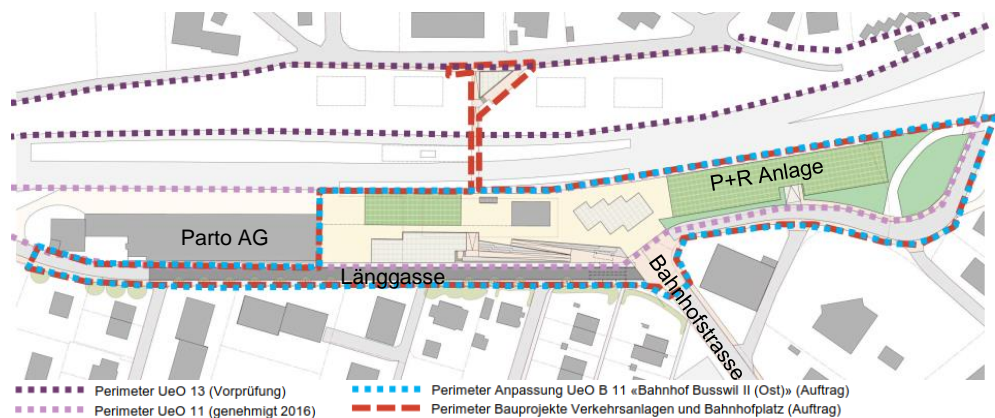 P+R Anlage
Parto AG
Länggasse
Bahnhofstrasse
Perimeter UeO 13 (Vorprüfung)
Perimeter Anpassung UeO B 11 «Bahnhof Busswil II (Ost)» (Auftrag)
Perimeter UeO 11 (genehmigt 2016)
Perimeter Bauprojekte Verkehrsanlagen und Bahnhofplatz (Auftrag)